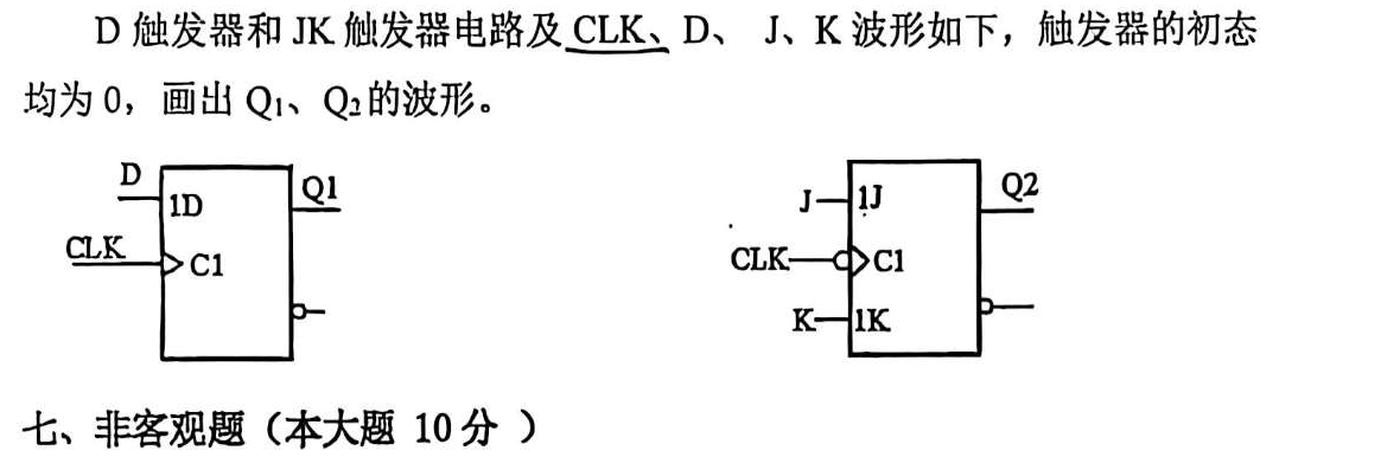 D 触发器和 JK 触发器电路及 CLK、D、 J、K 波形如下，触发器的初态
均为 0，画出 Q₁、Q₂的波形。
D
1D
Q1
CLK
C1
J
1J
Q2
CLK
C1
K
1K
七、非客观题（本大题 10 分 ）